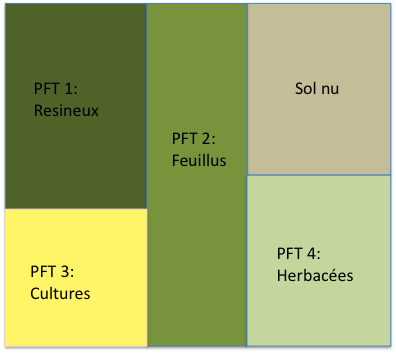 PFT 1:
Resineux
PFT 2:
Feuillus
Sol nu
PFT 3:
Cultures
PFT 4:
Herbacées